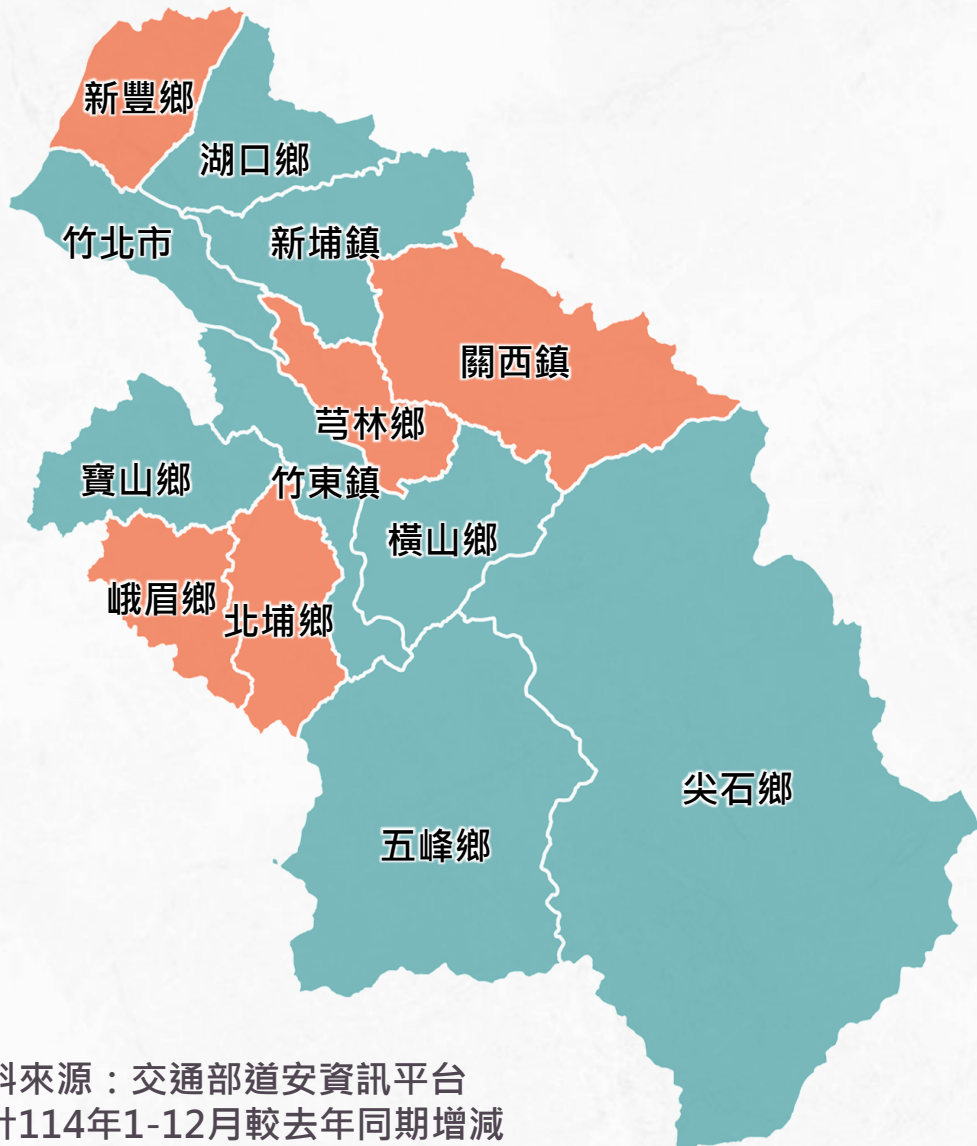 新豐鄉
湖口鄉
竹北市
新埔鎮
關西鎮
芎林鄉
寶山鄉
竹東鎮
橫山鄉
峨眉鄉
北埔鄉
尖石鄉
五峰鄉
料來源：交通部道安資訊平台
計114年1-12月較去年同期增減